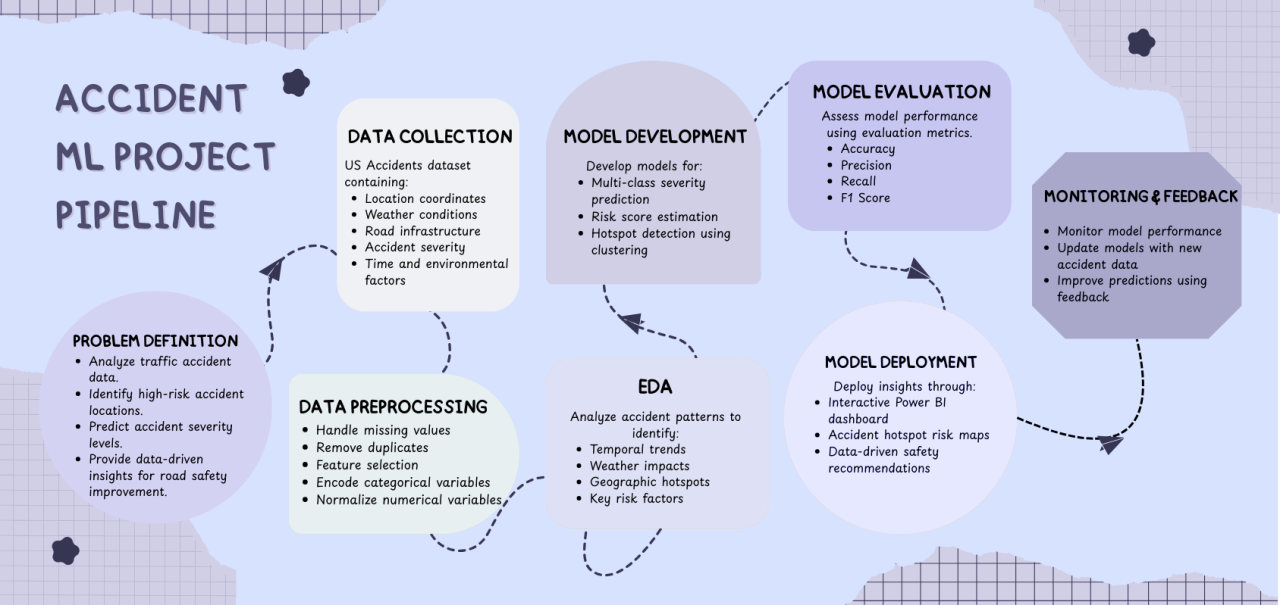 ACCIDENT
ML PROJECT
PIPELINE
PROBLEM DEFINITION
• Analyze traffic accident
data.
• Identify high-risk accident
locations.
• Predict accident severity
levels.
• Provide data-driven
insights for road safety
improvement.
DATA COLLECTION
US Accidents dataset
containing:
• Location coordinates
• Weather conditions
• Road infrastructure
• Accident severity
• Time and environmental
factors
DATA PREPROCESSING
• Handle missing values
• Remove duplicates
• Feature selection
• Encode categorical variables
• Normalize numerical variables
EDA
Analyze accident patterns to
identify:
• Temporal trends
• Weather impacts
• Geographic hotspots
• Key risk factors
MODEL DEVELOPMENT
Develop models for:
• Multi-class severity
prediction
• Risk score estimation
• Hotspot detection using
clustering
MODEL EVALUATION
Assess model performance
using evaluation metrics.
• Accuracy
• Precision
• Recall
• F1 Score
MODEL DEPLOYMENT
Deploy insights through:
• Interactive Power BI
dashboard
• Accident hotspot risk maps
• Data-driven safety
recommendations
MONITORING & FEEDBACK
• Monitor model performance
• Update models with new
accident data
• Improve predictions using
feedback